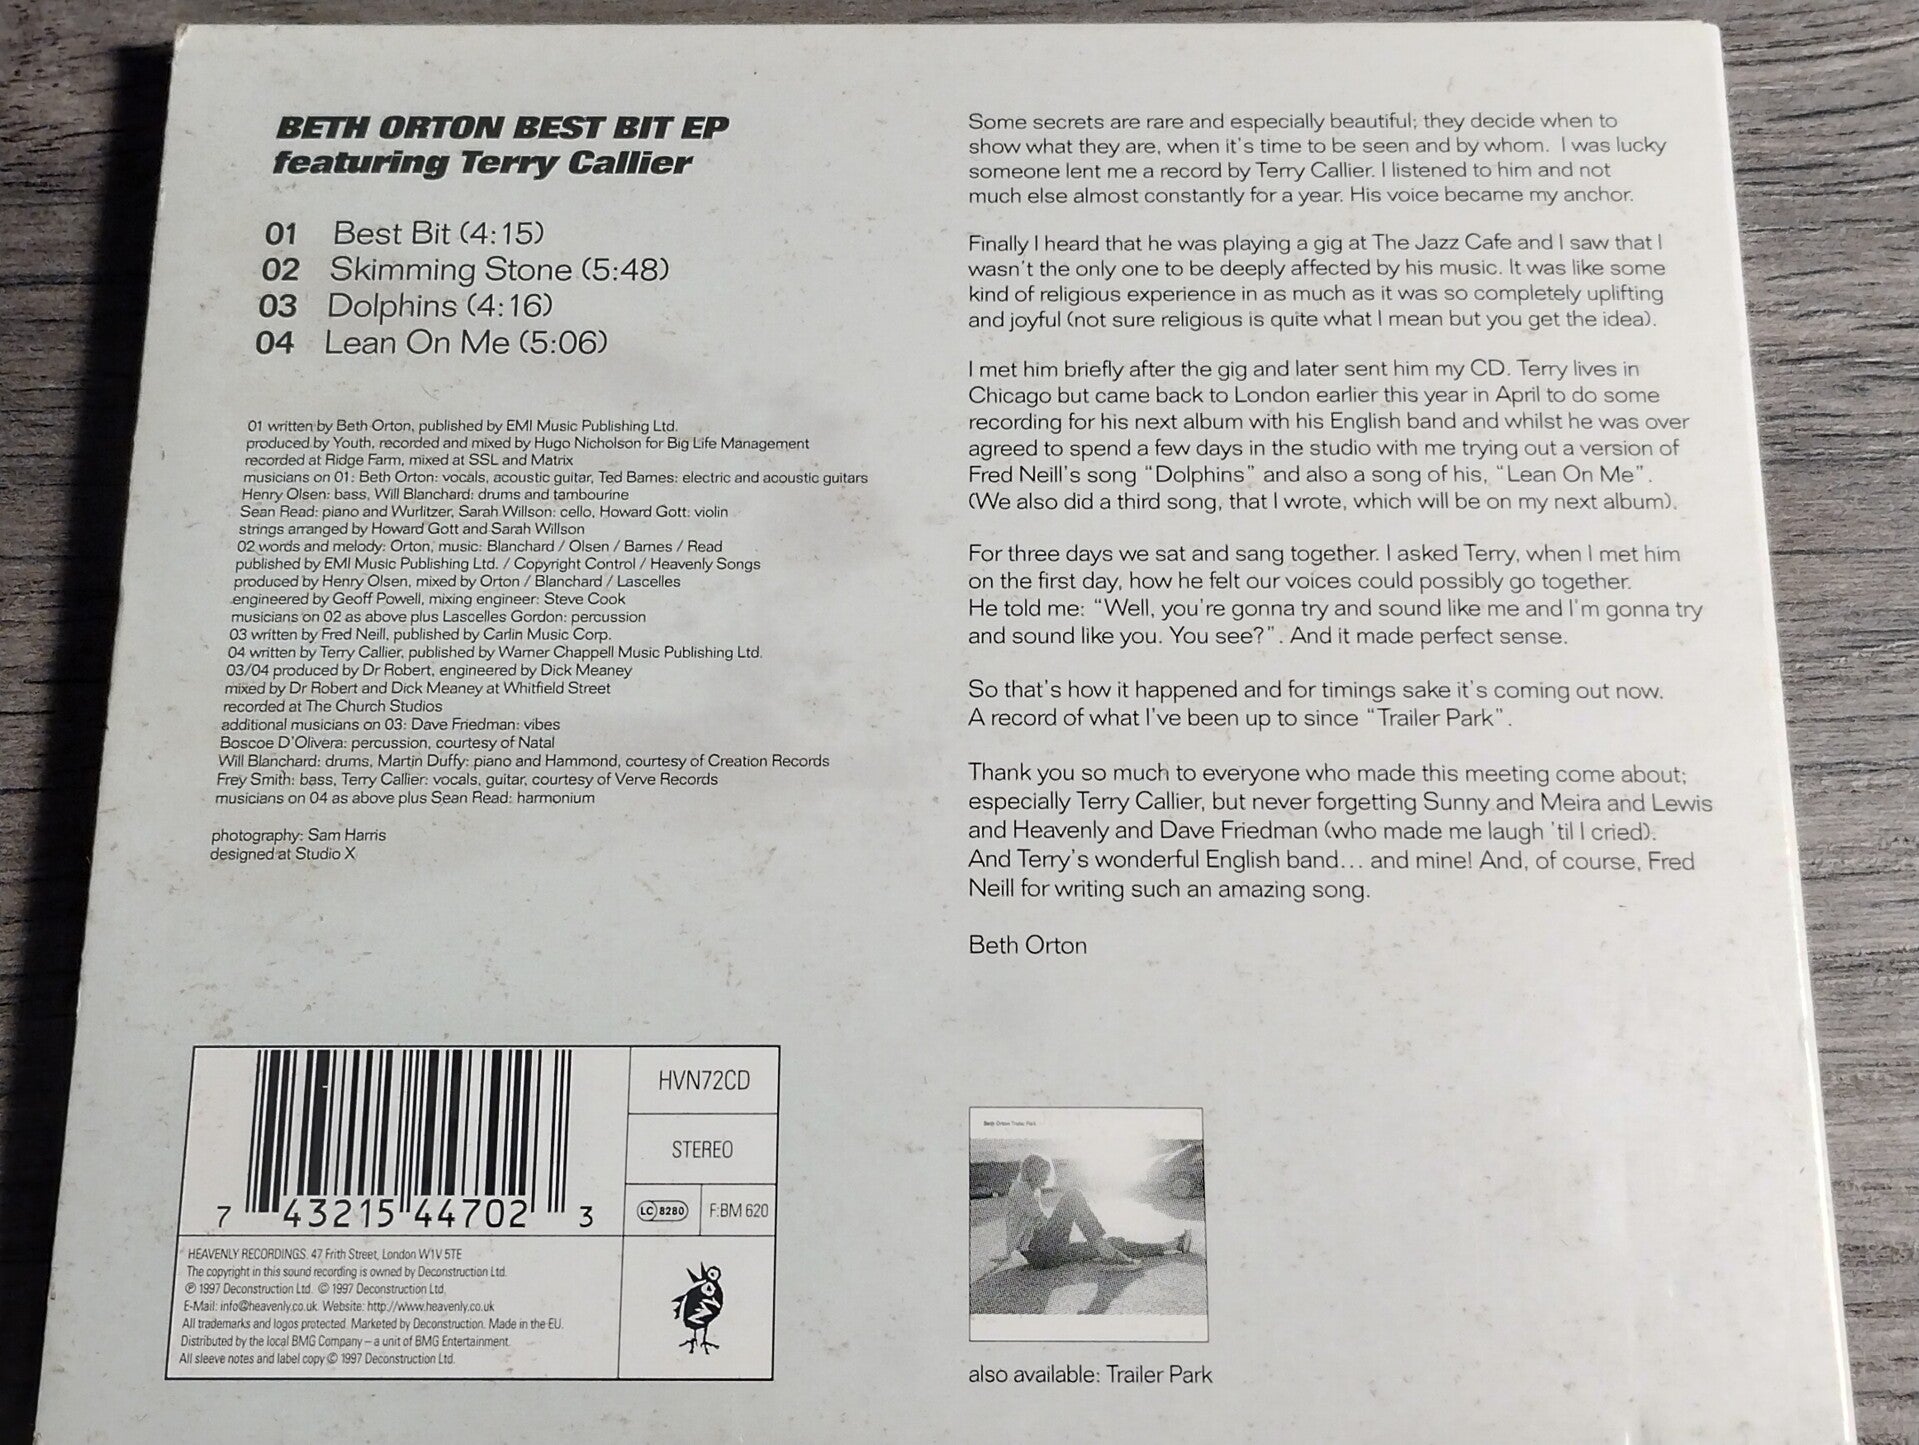 BETH ORTON BEST BIT EP
featuring Terry Callier
01 Best Bit (4:15)
02 Skimming Stone (5:48)
03 Dolphins (4:16)
04 Lean On Me (5:06)
01 written by Beth Orton, published by EMI Music Publishing Ltd.
produced by Youth, recorded and mixed by Hugo Nicholson for Big Life Management
recorded at Ridge Farm, mixed at SSL and Matrix
musicians on 01: Beth Orton: vocals, acoustic guitar, Ted Barnes: electric and acoustic guitars
Henry Olsen: bass, Will Blanchard: drums and tambourine
Sean Read: piano and Wurlitzer, Sarah Willson: cello, Howard Gott: violin
strings arranged by Howard Gott and Sarah Willson
02 words and melody: Orton, music: Blanchard / Olsen / Barnes / Read
published by EMI Music Publishing Ltd. / Copyright Control / Heavenly Songs
produced by Henry Olsen, mixed by Orton / Blanchard / Lascelles
engineered by Geoff Powell, mixing engineer: Steve Cook
musicians on 02 as above plus Lascelles Gordon: percussion
03 written by Fred Neill, published by Carlin Music Corp.
04 written by Terry Callier, published by Warner Chappell Music Publishing Ltd.
03/04 produced by Dr Robert, engineered by Dick Meaney
mixed by Dr Robert and Dick Meaney at Whitfield Street
recorded at The Church Studios
additional musicians on 03: Dave Friedman: vibes
Boscoe D'Olivera: percussion, courtesy of Natal
Will Blanchard: drums, Martin Duffy: piano and Hammond, courtesy of Creation Records
Frey Smith: bass, Terry Callier: vocals, guitar, courtesy of Verve Records
musicians on 04 as above plus Sean Read: harmonium
photography: Sam Harris
designed at Studio X
Some secrets are rare and especially beautiful; they decide when to
show what they are, when it's time to be seen and by whom. I was lucky
someone lent me a record by Terry Callier. I listened to him and not
much else almost constantly for a year. His voice became my anchor.
Finally I heard that he was playing a gig at The Jazz Cafe and I saw that I
wasn't the only one to be deeply affected by his music. It was like some
kind of religious experience in as much as it was so completely uplifting
and joyful (not sure religious is quite what I mean but you get the idea).
I met him briefly after the gig and later sent him my CD. Terry lives in
Chicago but came back to London earlier this year in April to do some
recording for his next album with his English band and whilst he was over
agreed to spend a few days in the studio with me trying out a version of
Fred Neill's song "Dolphins" and also a song of his, "Lean On Me".
(We also did a third song, that I wrote, which will be on my next album).
For three days we sat and sang together. I asked Terry, when I met him
on the first day, how he felt our voices could possibly go together.
He told me: "Well, you're gonna try and sound like me and I'm gonna try
and sound like you. You see?". And it made perfect sense.
So that's how it happened and for timings sake it's coming out now.
A record of what I've been up to since "Trailer Park".
Thank you so much to everyone who made this meeting come about;
especially Terry Callier, but never forgetting Sunny and Meira and Lewis
and Heavenly and Dave Friedman (who made me laugh 'til I cried).
And Terry's wonderful English band... and mine! And, of course, Fred
Neill for writing such an amazing song.
Beth Orton
7 43215 44702 3
HVN72CD
STEREO
LC 8280
F:BM 620
HEAVENLY RECORDINGS. 47 Frith Street, London W1V 5TE
The copyright in this sound recording is owned by Deconstruction Ltd.
℗ 1997 Deconstruction Ltd. © 1997 Deconstruction Ltd.
E-Mail: info@heavenly.co.uk Website: http://www.heavenly.co.uk
All trademarks and logos protected. Marketed by Deconstruction. Made in the EU.
Distributed by the local BMG Company – a unit of BMG Entertainment.
All sleeve notes and label copy © 1997 Deconstruction Ltd.
Beth Orton Trailer Park
also available: Trailer Park